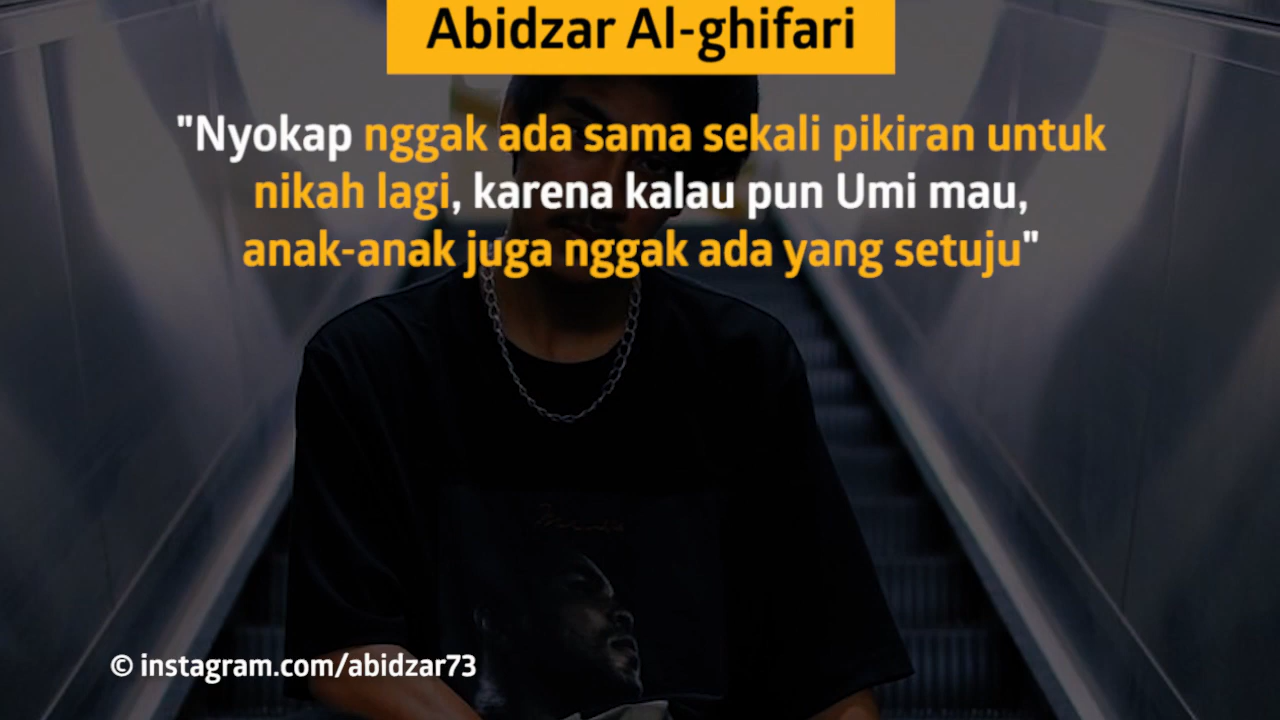 Abidzar Al-ghifari
"Nyokap nggak ada sama sekali pikiran untuk
nikah lagi, karena kalau pun Umi mau,
anak-anak juga nggak ada yang setuju"
© instagram.com/abidzar73